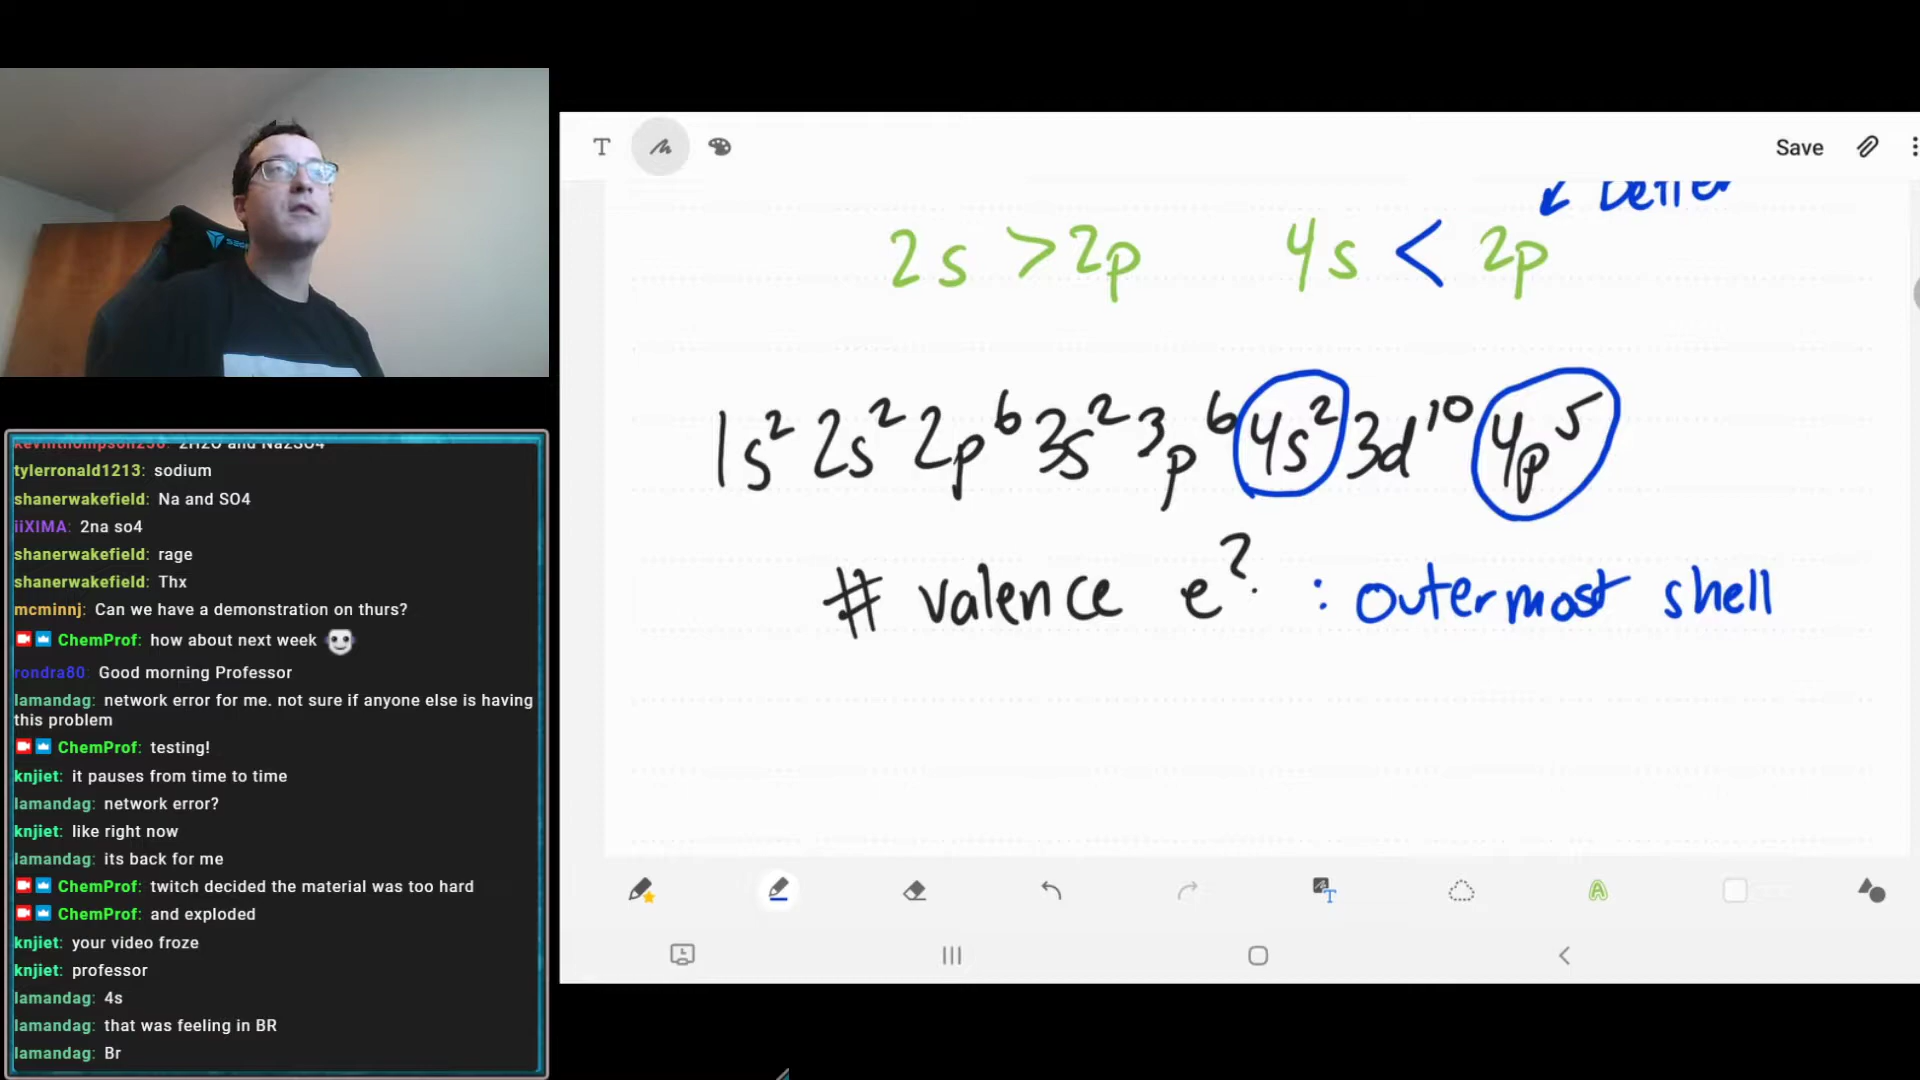 T Save
better
2s > 2p 4s < 2p
1s² 2s² 2p⁶ 3s² 3p⁶ 4s² 3d¹⁰ 4p⁵
# valence e? : outermost shell
kevinthompson256: 2H2O and Na2SO4
tylerronald1213: sodium
shanerwakefield: Na and SO4
iiXIMA: 2na so4
shanerwakefield: rage
shanerwakefield: Thx
mcminnj: Can we have a demonstration on thurs?
ChemProf: how about next week
rondra80: Good morning Professor
lamandag: network error for me. not sure if anyone else is having
this problem
ChemProf: testing!
knjiet: it pauses from time to time
lamandag: network error?
knjiet: like right now
lamandag: its back for me
ChemProf: twitch decided the material was too hard
ChemProf: and exploded
knjiet: your video froze
knjiet: professor
lamandag: 4s
lamandag: that was feeling in BR
lamandag: Br